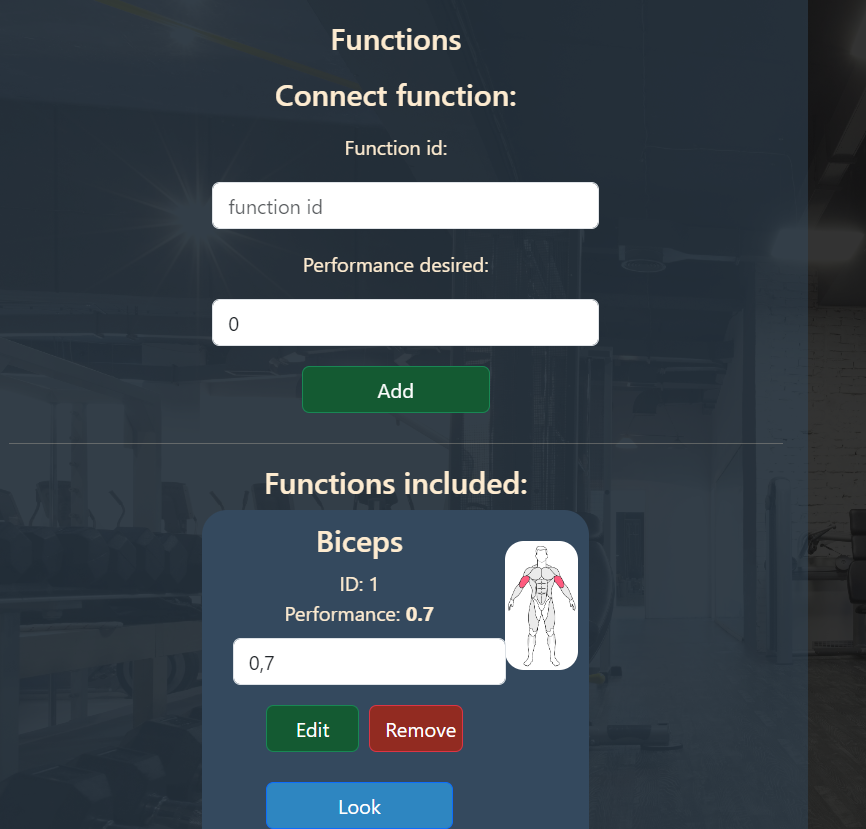 Functions
Connect function:
Function id:
function id
Performance desired:
0
Add
Functions included:
Biceps
ID: 1
Performance: 0.7
0,7
Edit Remove
Look